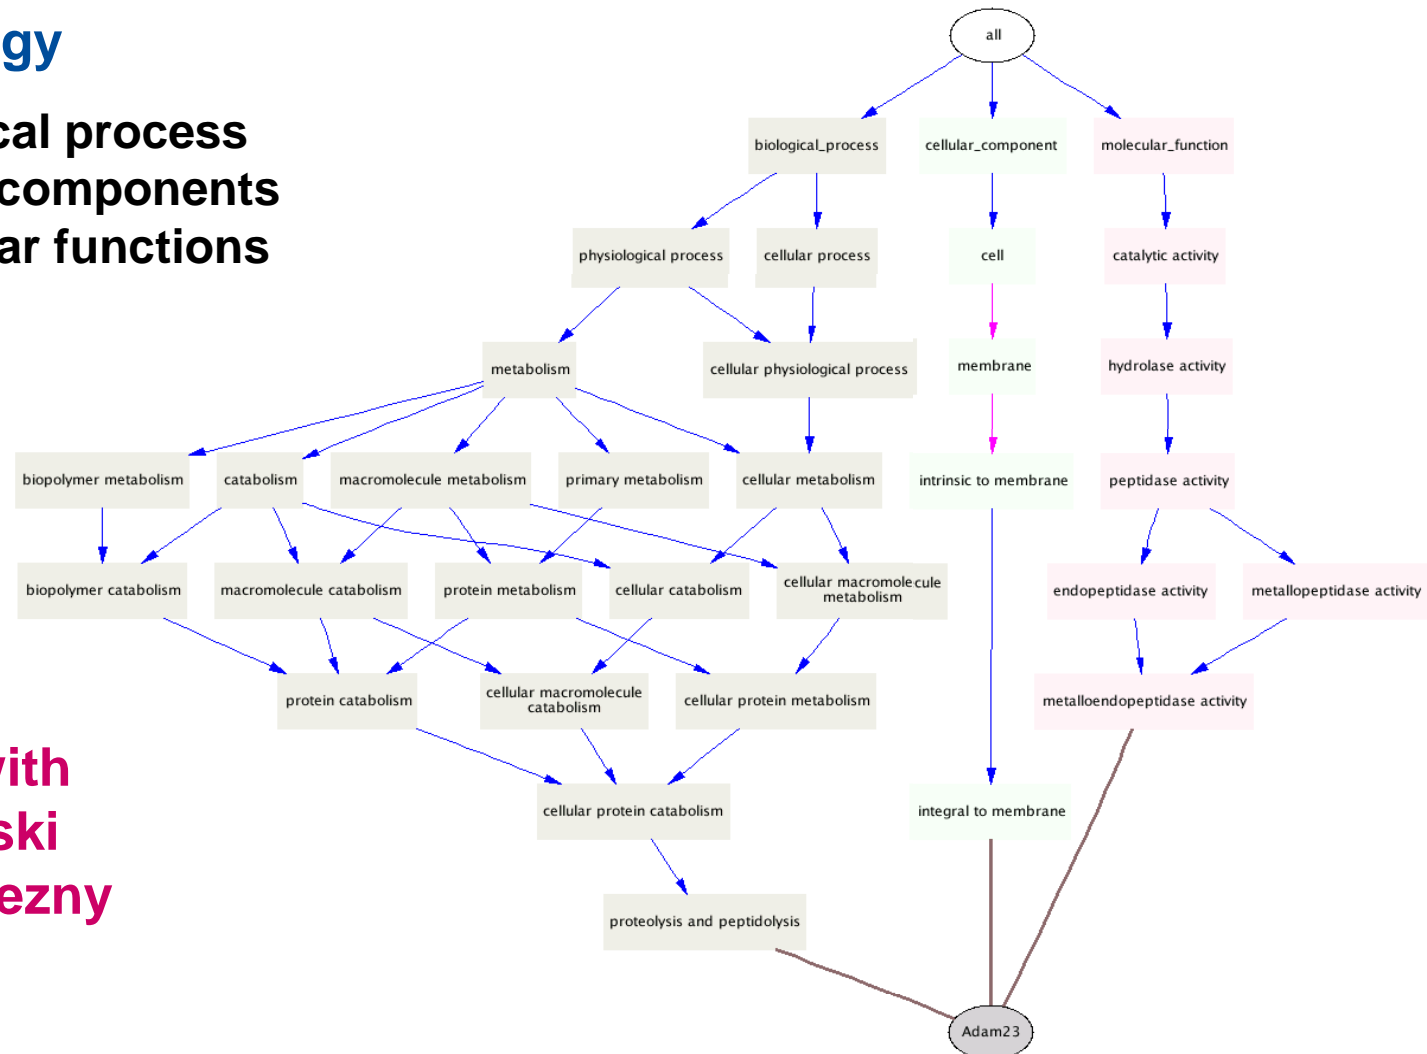 gy
cal process
components
ar functions
with
ski
ezny
all
biological_process
cellular_component
molecular_function
physiological process
cellular process
cell
catalytic activity
metabolism
cellular physiological process
membrane
hydrolase activity
biopolymer metabolism
catabolism
macromolecule metabolism
primary metabolism
cellular metabolism
intrinsic to membrane
peptidase activity
biopolymer catabolism
macromolecule catabolism
protein metabolism
cellular catabolism
cellular macromolecule
metabolism
endopeptidase activity
metallopeptidase activity
protein catabolism
cellular macromolecule
catabolism
cellular protein metabolism
metalloendopeptidase activity
cellular protein catabolism
integral to membrane
proteolysis and peptidolysis
Adam23